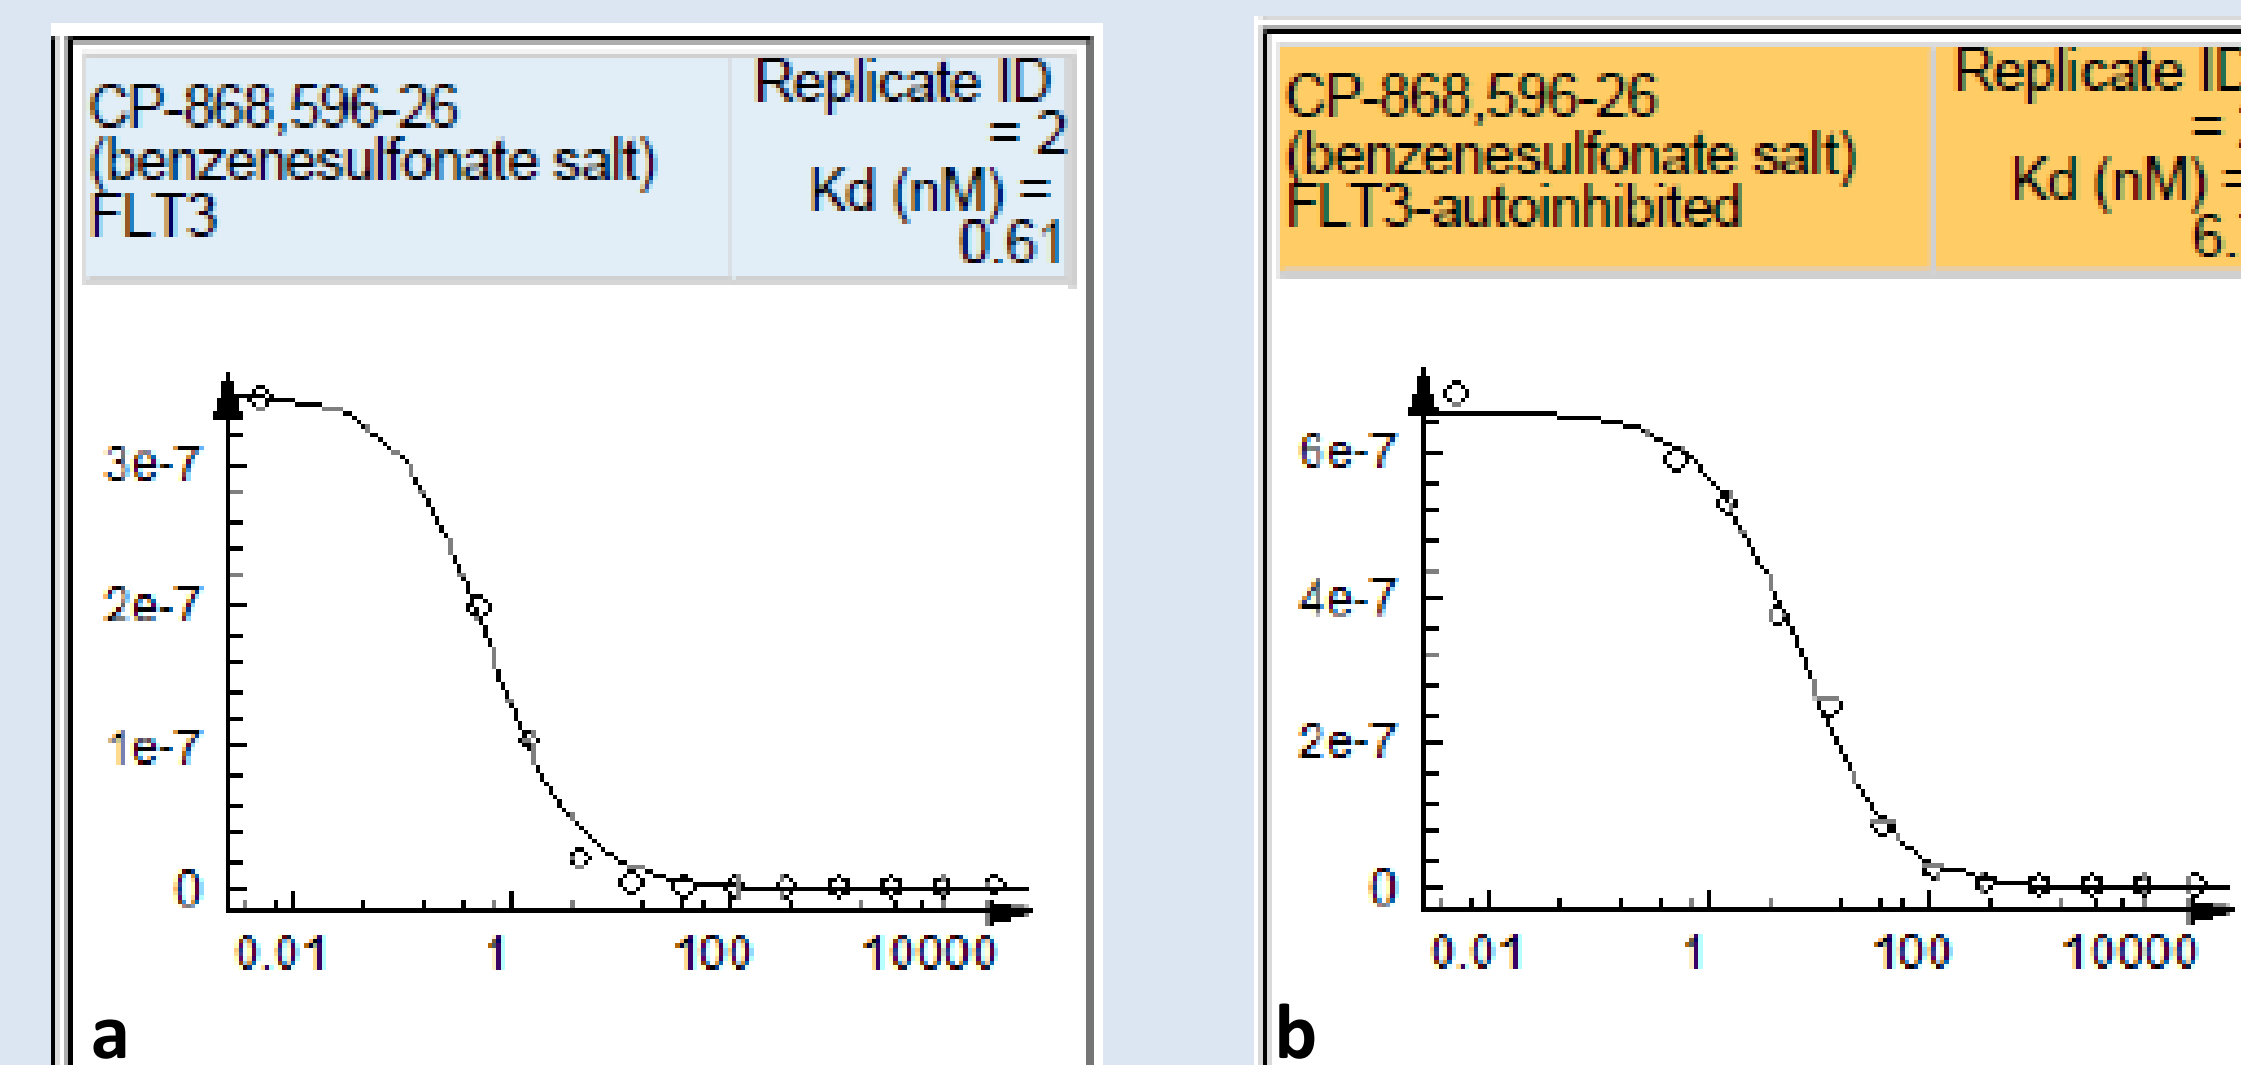 CP-868,596-26
(benzenesulfonate salt)
FLT3
Replicate ID
= 2
Kd (nM) =
0.61
3e-7
2e-7
1e-7
0
0.01 1 100 10000
a
CP-868,596-26
(benzenesulfonate salt)
FLT3-autoinhibited
Replicate ID
=
Kd (nM) =
6.
6e-7
4e-7
2e-7
0
0.01 1 100 10000
b